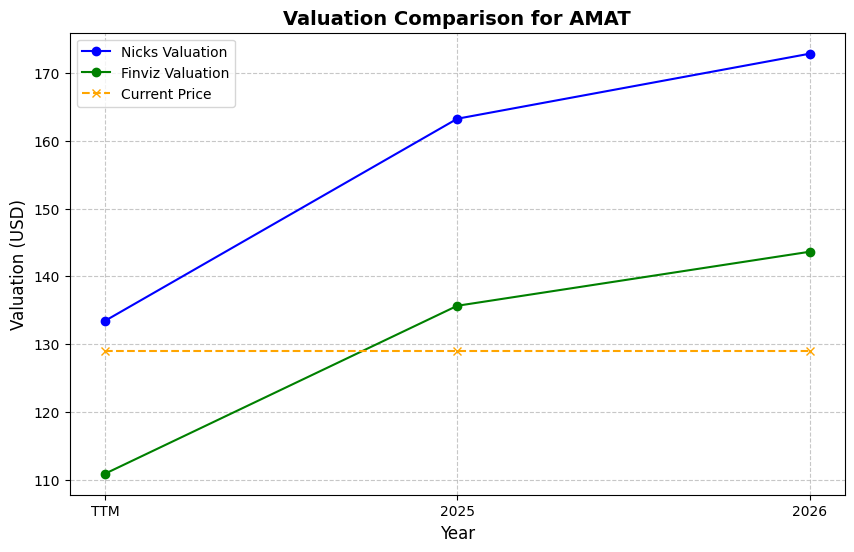 Valuation Comparison for AMAT
Nicks Valuation
Finviz Valuation
Current Price
Valuation (USD)
170
160
150
140
130
120
110
TTM
2025
2026
Year